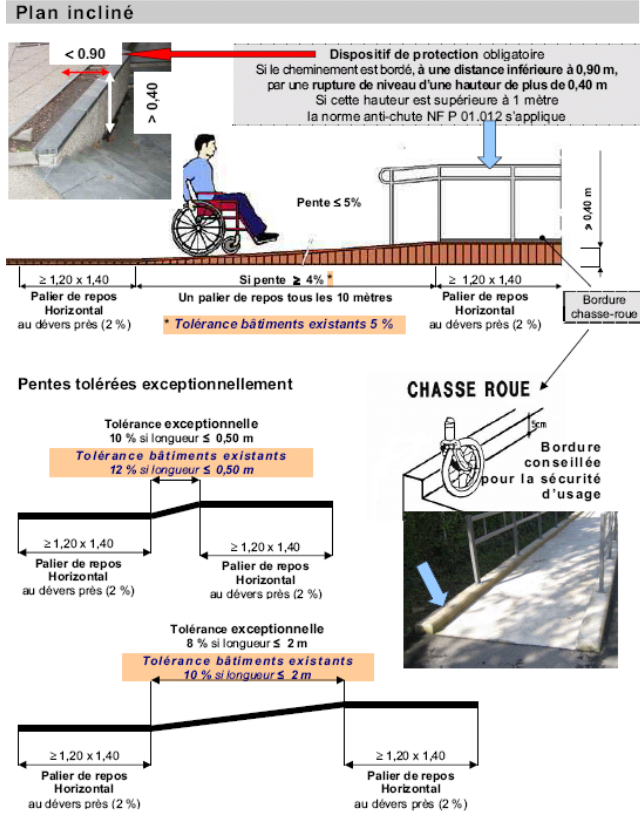 Plan incliné
< 0.90
> 0,40
Dispositif de protection obligatoire
Si le cheminement est bordé, à une distance inférieure à 0,90 m,
par une rupture de niveau d'une hauteur de plus de 0,40 m
Si cette hauteur est supérieure à 1 mètre
la norme anti-chute NF P 01.012 s'applique
Pente ≤ 5%
≥ 0,40 m
≥ 1,20 x 1,40
Palier de repos
Horizontal
au dévers près (2 %)
Si pente ≥ 4% *
Un palier de repos tous les 10 mètres
* Tolérance bâtiments existants 5 %
≥ 1,20 x 1,40
Palier de repos
Horizontal
au dévers près (2 %)
Bordure
chasse-roue
Pentes tolérées exceptionnellement
Tolérance exceptionnelle
10 % si longueur ≤ 0,50 m
Tolérance bâtiments existants
12 % si longueur ≤ 0,50 m
≥ 1,20 x 1,40
Palier de repos
Horizontal
au dévers près (2 %)
≥ 1,20 x 1,40
Palier de repos
Horizontal
au dévers près (2 %)
CHASSE ROUE
5cm
Bordure
conseillée
pour la sécurité
d'usage
Tolérance exceptionnelle
8 % si longueur ≤ 2 m
Tolérance bâtiments existants
10 % si longueur ≤ 2 m
≥ 1,20 x 1,40
Palier de repos
Horizontal
au dévers près (2 %)
≥ 1,20 x 1,40
Palier de repos
Horizontal
au dévers près (2 %)